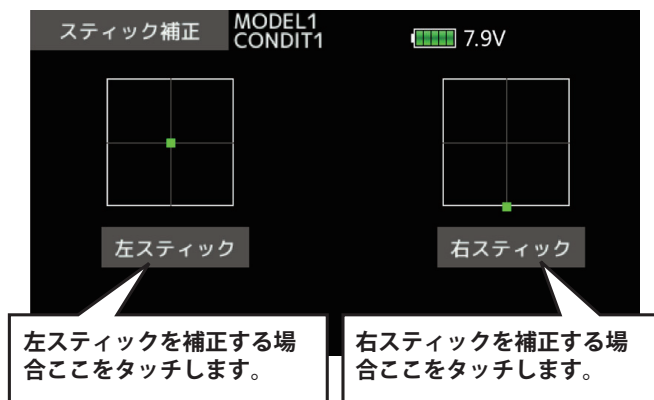 スティック補正
MODEL1
CONDIT1
7.9V
左スティック
右スティック
左スティックを補正する場
合ここをタッチします。
右スティックを補正する場
合ここをタッチします。